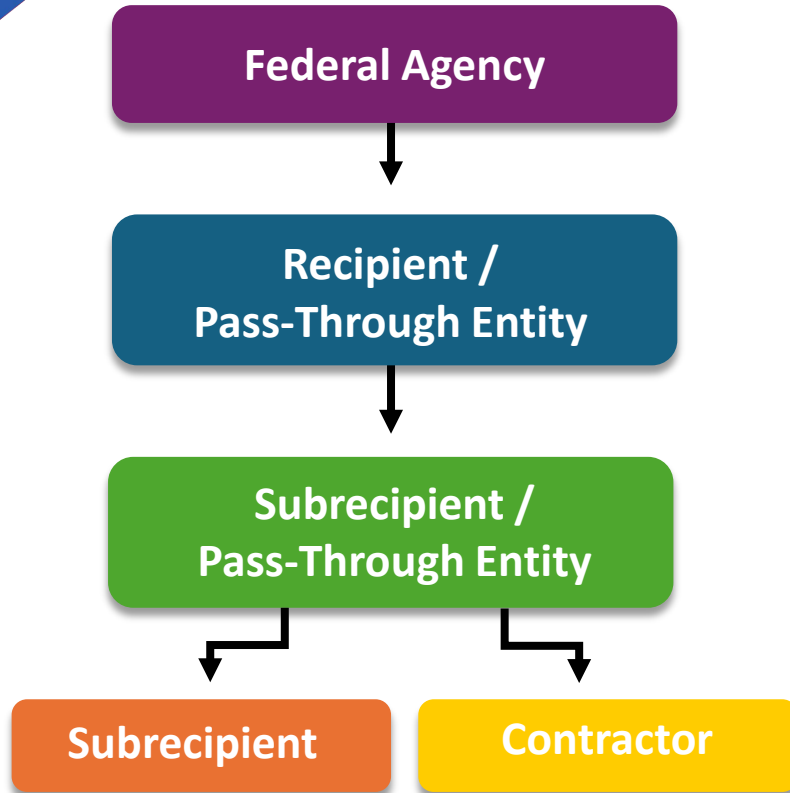 Federal Agency
Recipient /
Pass-Through Entity
Subrecipient /
Pass-Through Entity
Subrecipient
Contractor